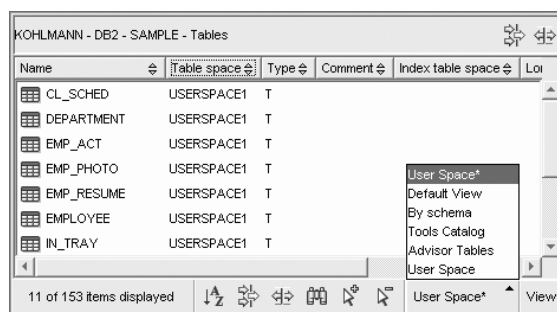 KOHLMANN - DB2 - SAMPLE - Tables
Name Table space Type Comment Index table space Loi
CL_SCHED USERSPACE1 T
DEPARTMENT USERSPACE1 T
EMP_ACT USERSPACE1 T
EMP_PHOTO USERSPACE1 T
EMP_RESUME USERSPACE1 T
EMPLOYEE USERSPACE1 T
IN_TRAY USERSPACE1 T
User Space*
Default View
By schema
Tools Catalog
Advisor Tables
User Space
11 of 153 items displayed User Space* View